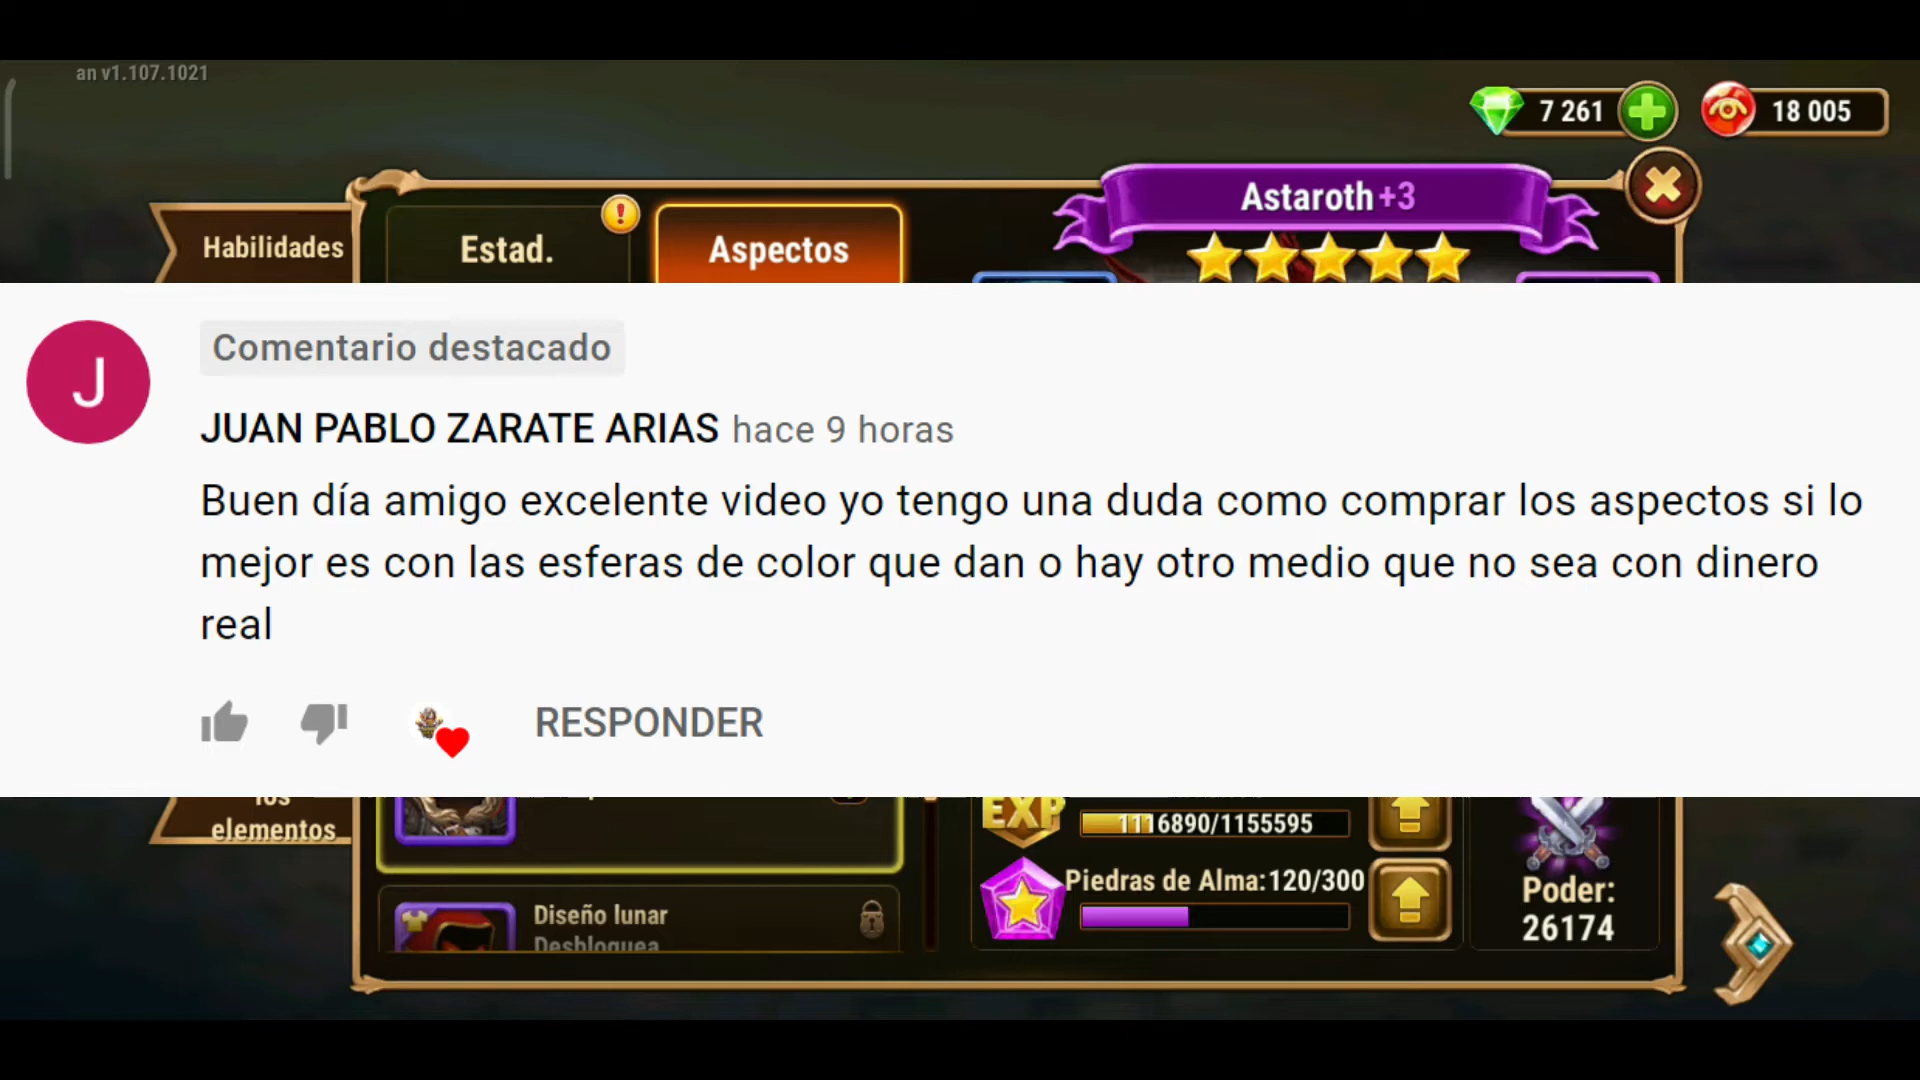 an v1.107.1021
7 261
18 005
Astaroth+3
Habilidades
Estad.
Aspectos
Comentario destacado
J
JUAN PABLO ZARATE ARIAS hace 9 horas
Buen día amigo excelente video yo tengo una duda como comprar los aspectos si lo
mejor es con las esferas de color que dan o hay otro medio que no sea con dinero
real
RESPONDER
los
elementos
EXP
1116890/1155595
Piedras de Alma:120/300
Poder:
26174
Diseño lunar
Desbloquea